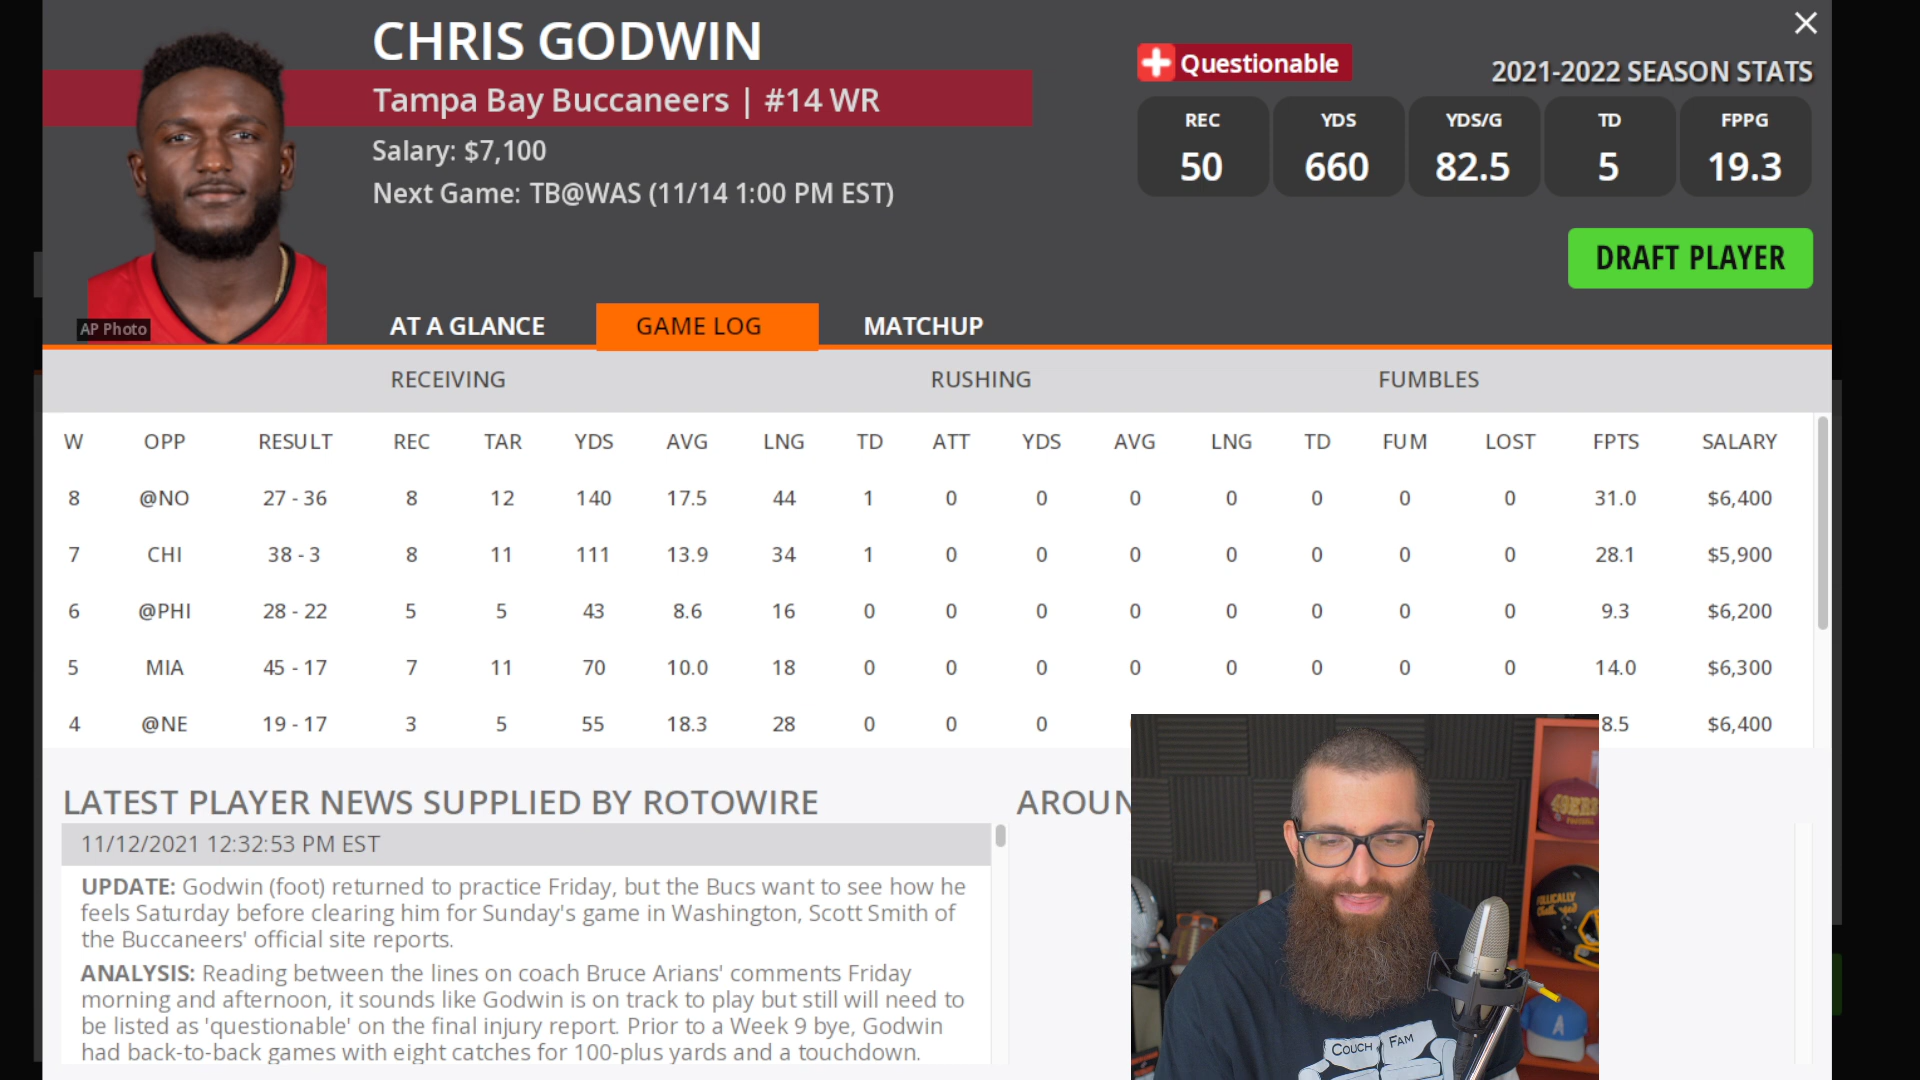 CHRIS GODWIN
Tampa Bay Buccaneers | #14 WR
Salary: $7,100
Next Game: TB@WAS (11/14 1:00 PM EST)
Questionable
2021-2022 SEASON STATS
REC YDS YDS/G TD FPPG
50 660 82.5 5 19.3
DRAFT PLAYER
AP Photo
AT A GLANCE GAME LOG MATCHUP
RECEIVING RUSHING FUMBLES
W OPP RESULT REC TAR YDS AVG LNG TD ATT YDS AVG LNG TD FUM LOST FPTS SALARY
8 @NO 27 - 36 8 12 140 17.5 44 1 0 0 0 0 0 0 0 31.0 $6,400
7 CHI 38 - 3 8 11 111 13.9 34 1 0 0 0 0 0 0 0 28.1 $5,900
6 @PHI 28 - 22 5 5 43 8.6 16 0 0 0 0 0 0 0 0 9.3 $6,200
5 MIA 45 - 17 7 11 70 10.0 18 0 0 0 0 0 0 0 0 14.0 $6,300
4 @NE 19 - 17 3 5 55 18.3 28 0 0 0 8.5 $6,400
LATEST PLAYER NEWS SUPPLIED BY ROTOWIRE
11/12/2021 12:32:53 PM EST
UPDATE: Godwin (foot) returned to practice Friday, but the Bucs want to see how he
feels Saturday before clearing him for Sunday's game in Washington, Scott Smith of
the Buccaneers' official site reports.
ANALYSIS: Reading between the lines on coach Bruce Arians' comments Friday
morning and afternoon, it sounds like Godwin is on track to play but still will need to
be listed as 'questionable' on the final injury report. Prior to a Week 9 bye, Godwin
had back-to-back games with eight catches for 100-plus yards and a touchdown.
AROUN
49ERS
A
COUCH FAM